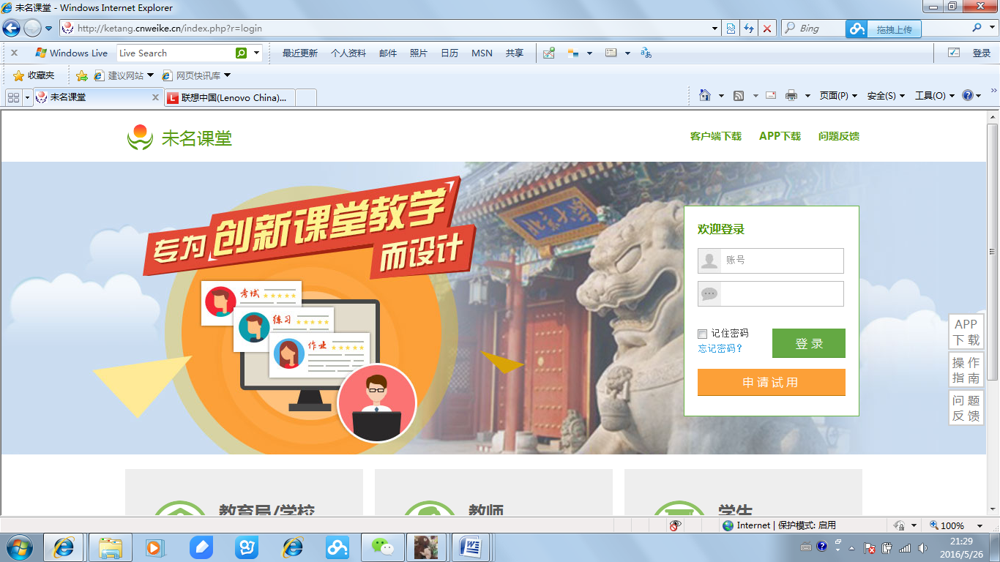 未名课堂 - Windows Internet Explorer
http://ketang.cnweike.cn/index.php?r=login
Bing
拖拽上传
Windows Live
Live Search
最近更新 个人资料 邮件 照片 日历 MSN 共享
登录
收藏夹
建议网站
网页快讯库
未名课堂
联想中国(Lenovo China)...
页面(P) 安全(S) 工具(O)
未名课堂
客户端下载 APP下载 问题反馈
专为创新课堂教学
而设计
北京大学
考试
练习
作业
欢迎登录
账号
记住密码
忘记密码?
登 录
申请试用
APP
下载
操作
指南
问题
反馈
教育局/学校 教师 学生
Internet | 保护模式: 启用
100%
21:29
2016/5/26